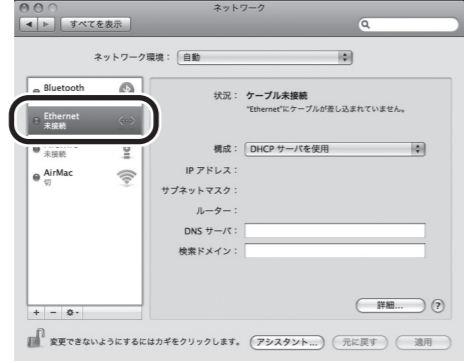 ネットワーク
すべてを表示
ネットワーク環境： 自動
Bluetooth
Ethernet
未接続
未接続
AirMac
切
状況： ケーブル未接続
"Ethernet"にケーブルが差し込まれていません。
構成： DHCP サーバを使用
IP アドレス：
サブネットマスク：
ルーター：
DNS サーバ：
検索ドメイン：
詳細... ?
+ −
変更できないようにするにはカギをクリックします。 アシスタント... 元に戻す 適用